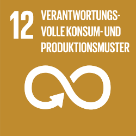 12 VERANTWORTUNGS-
VOLLE KONSUM- UND
PRODUKTIONSMUSTER